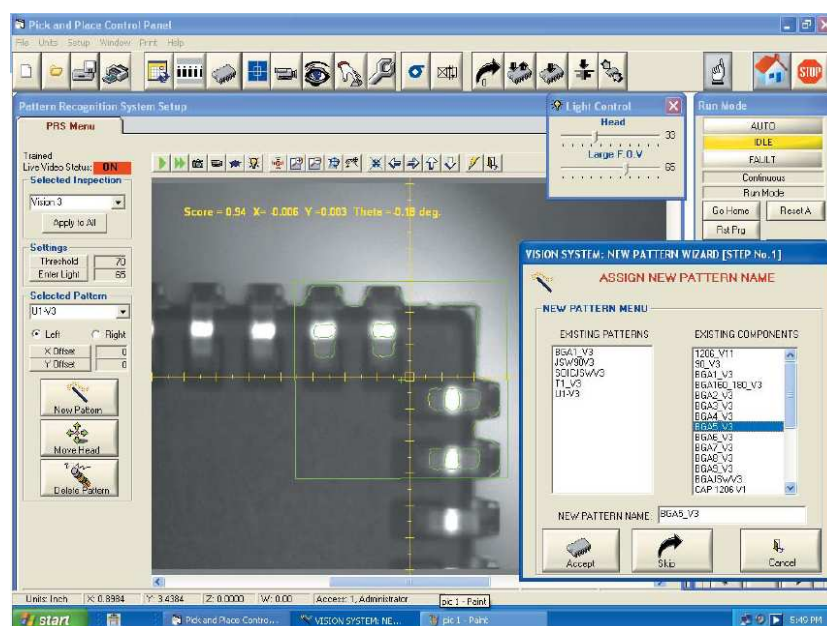 Pick and Place Control Panel
File Units Setup Window Print Help
STOP
Pattern Recognition System Setup
PRS Menu
Trained
Live Video Status: ON
Selected Inspection
Vision 3
Apply to All
Settings
Threshold 70
Enter Light 65
Selected Pattern
U1-V3
Left Right
X Offset 0
Y Offset 0
New Pattern
Move Head
Delete Pattern
Score = 0.94 X= -0.006 Y =0.003 Theta =-0.18 deg.
Light Control
Head
33
Large F.O.V
65
Run Mode
AUTO
IDLE
FAULT
Continuous
Run Mode
Go Home Reset A
Rst Prg
VISION SYSTEM: NEW PATTERN WIZARD [STEP No.1]
ASSIGN NEW PATTERN NAME
NEW PATTERN MENU
EXISTING PATTERNS
BGA1_V3
JSW90V3
SOICJSWV3
T1_V3
U1-V3
EXISTING COMPONENTS
1206_V11
90_V3
BGA1_V3
BGA160_180_V3
BGA2_V3
BGA3_V3
BGA4_V3
BGA5_V3
BGA6_V3
BGA7_V3
BGA8_V3
BGA9_V3
BGAJSWV3
CAP 1206 V1
NEW PATTERN NAME: BGA5_V3
Accept Skip Cancel
Units: Inch X: 0.8984 Y: 3.4384 Z: 0.0000 W: 0.00 Access: 1, Administrator
pic 1 - Paint
start Pick and Place Contro... VISION SYSTEM: NE... pic 1 - Paint 5:49 PM